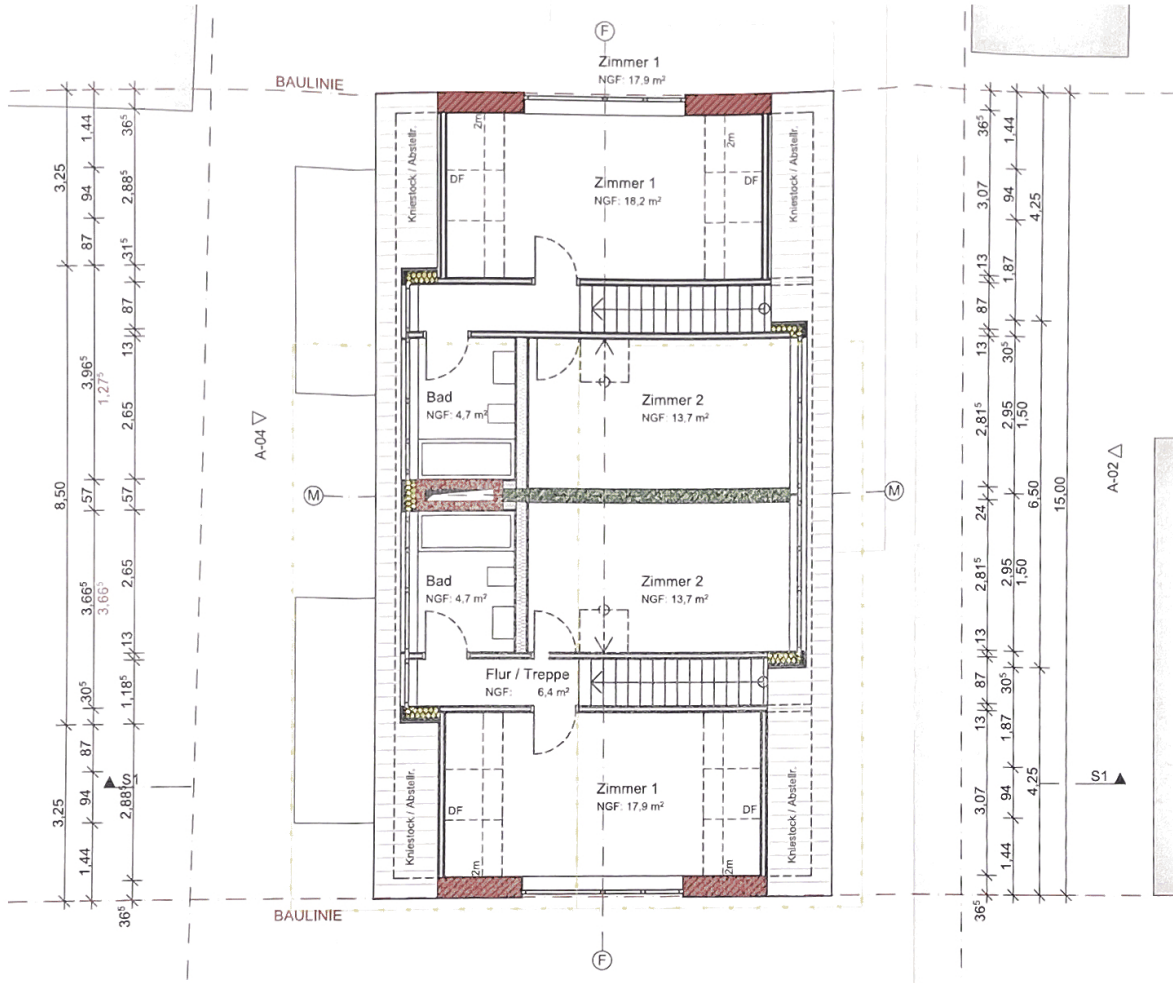 F
Zimmer 1
NGF: 17,9 m²
BAULINIE
2m
2m
Kniestock / Abstellr.
Kniestock / Abstellr.
DF
DF
Zimmer 1
NGF: 18,2 m²
Bad
NGF: 4,7 m²
Zimmer 2
NGF: 13,7 m²
M
M
A-04
A-02
Bad
NGF: 4,7 m²
Zimmer 2
NGF: 13,7 m²
Flur / Treppe
NGF: 6,4 m²
Zimmer 1
NGF: 17,9 m²
DF
DF
Kniestock / Abstellr.
Kniestock / Abstellr.
2m
2m
S1
S1
BAULINIE
F
3,25
8,50
3,25
1,44
94
87
3,96⁵
1,27⁵
57
3,66⁵
3,66⁵
30⁵
87
94
1,44
36⁵
2,88⁵
31⁵
87
13
2,65
57
2,65
13
1,18⁵
2,88⁵
36⁵
36⁵
3,07
13
87
13
2,81⁵
24
2,81⁵
13
87
13
3,07
36⁵
1,44
94
1,87
30⁵
2,95
1,50
2,95
1,50
30⁵
1,87
94
1,44
4,25
6,50
4,25
15,00